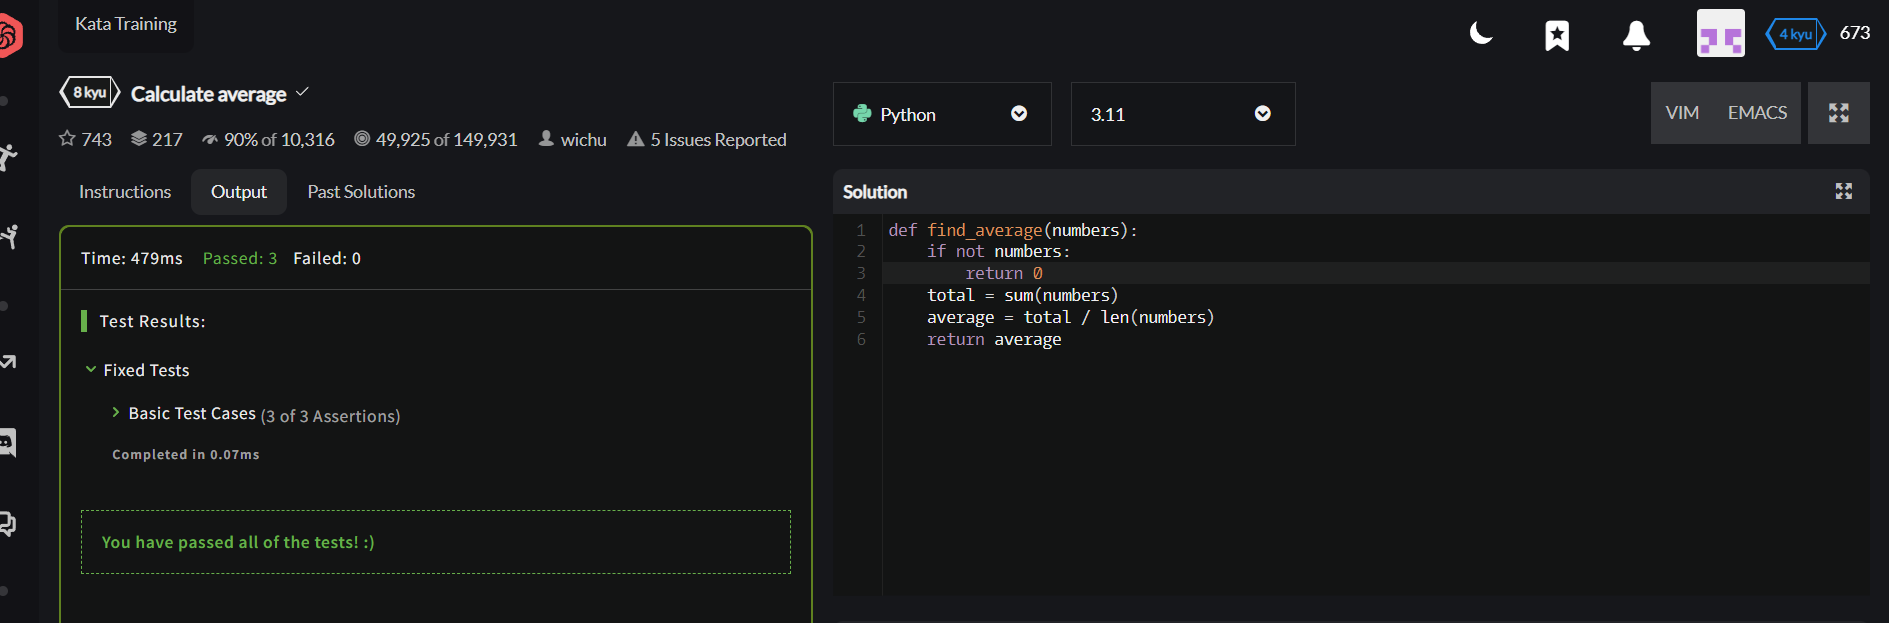 Kata Training
4 kyu
673
8 kyu
Calculate average
743
217
90% of 10,316
49,925 of 149,931
wichu
5 Issues Reported
Python
3.11
VIM
EMACS
Instructions
Output
Past Solutions
Time: 479ms Passed: 3 Failed: 0
Test Results:
Fixed Tests
Basic Test Cases (3 of 3 Assertions)
Completed in 0.07ms
You have passed all of the tests! :)
Solution
1 def find_average(numbers):
2 if not numbers:
3 return 0
4 total = sum(numbers)
5 average = total / len(numbers)
6 return average